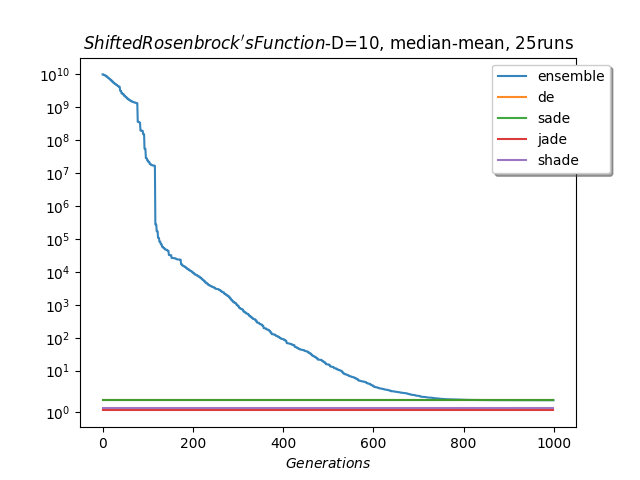 ShiftedRosenbrock'sFunction-D=10, median-mean, 25runs
ensemble
de
sade
jade
shade
10^10
10^9
10^8
10^7
10^6
10^5
10^4
10^3
10^2
10^1
10^0
0 200 400 600 800 1000
Generations